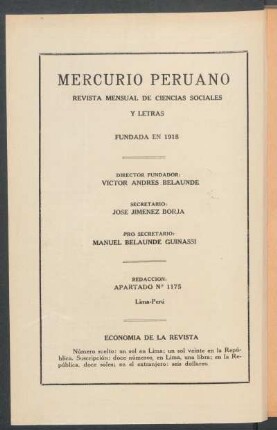 MERCURIO PERUANO
REVISTA MENSUAL DE CIENCIAS SOCIALES
Y LETRAS
FUNDADA EN 1918
DIRECTOR FUNDADOR:
VICTOR ANDRES BELAUNDE
SECRETARIO:
JOSE JIMENEZ BORJA
PRO SECRETARIO:
MANUEL BELAUNDE GUINASSI
REDACCION:
APARTADO Nº 1175
Lima-Perú
ECONOMIA DE LA REVISTA
Número suelto: un sol en Lima; un sol veinte en la Repú-
blica. Suscripción: doce números, en Lima, una libra; en la Re-
pública, doce soles; en el extranjero: seis dollares.